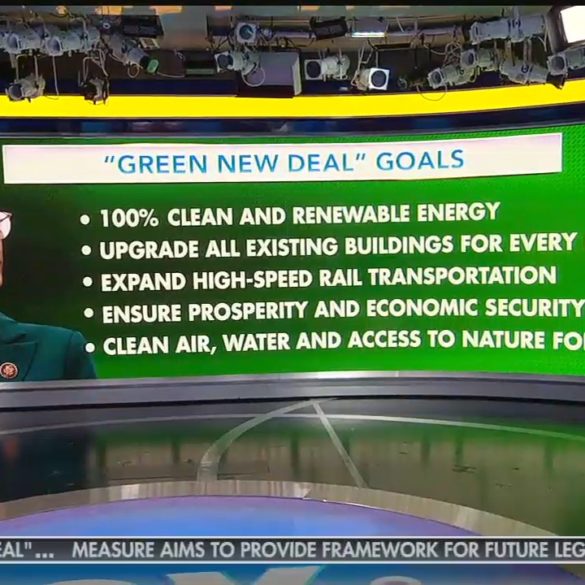 "GREEN NEW DEAL" GOALS
• 100% CLEAN AND RENEWABLE ENERGY
• UPGRADE ALL EXISTING BUILDINGS FOR EVERY
• EXPAND HIGH-SPEED RAIL TRANSPORTATION
• ENSURE PROSPERITY AND ECONOMIC SECURITY
• CLEAN AIR, WATER AND ACCESS TO NATURE FO
EAL"... MEASURE AIMS TO PROVIDE FRAMEWORK FOR FUTURE LEG